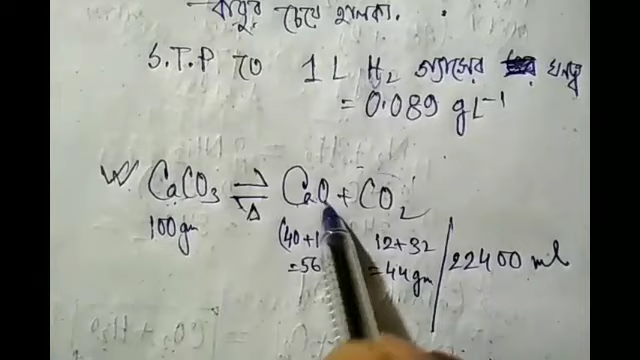 বায়ুর চেয়ে হালকা.
S.T.P তে 1 L H2 গ্যাসের ঘনত্ব
= 0.089 gL-1
W CaCO3 ⇌ CaO + CO2
Δ
100gm (40+1 12+32 / 22400 ml
=56 =44gm